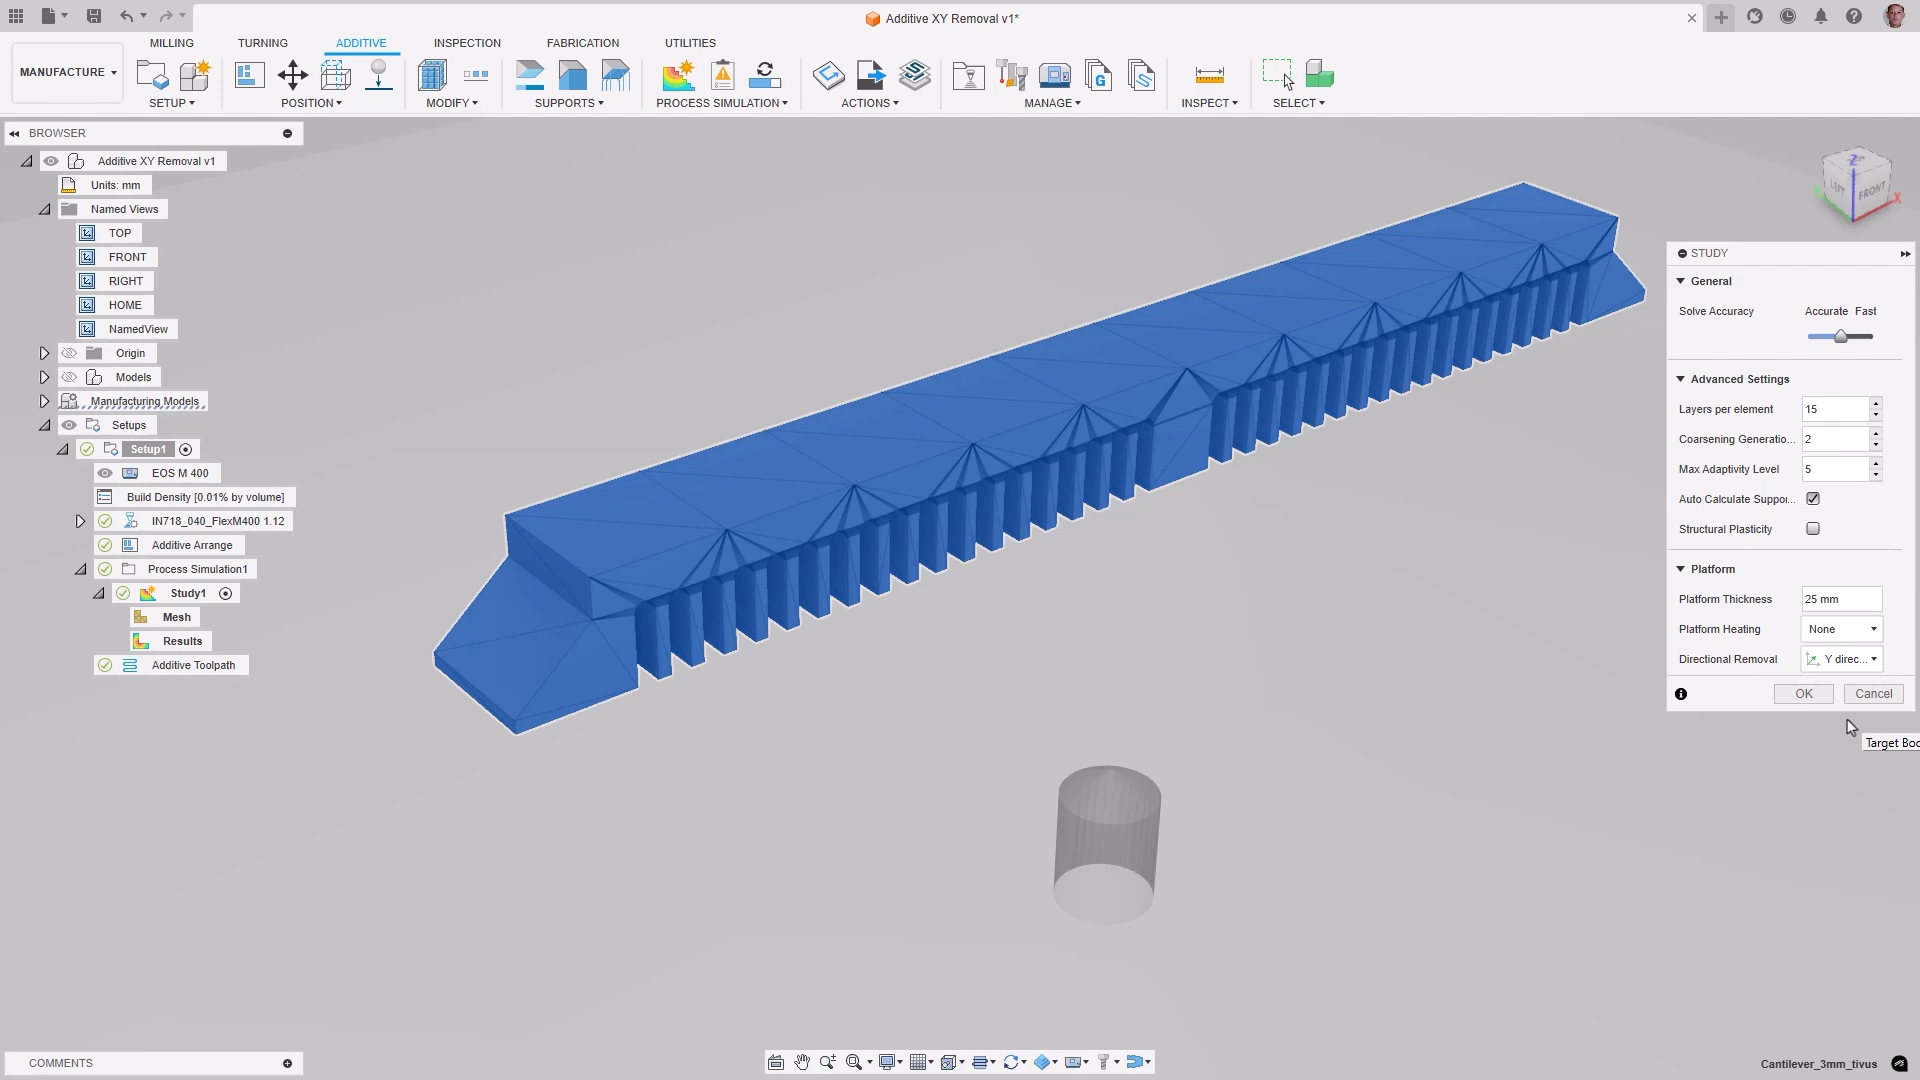 Additive XY Removal v1*
MILLING TURNING ADDITIVE INSPECTION FABRICATION UTILITIES
MANUFACTURE
SETUP POSITION MODIFY SUPPORTS PROCESS SIMULATION ACTIONS MANAGE INSPECT SELECT
BROWSER
Additive XY Removal v1
Units: mm
Named Views
TOP
FRONT
RIGHT
HOME
NamedView
Origin
Models
Manufacturing Models
Setups
Setup1
EOS M 400
Build Density [0.01% by volume]
IN718_040_FlexM400 1.12
Additive Arrange
Process Simulation1
Study1
Mesh
Results
Additive Toolpath
Z
LEFT FRONT X
STUDY
General
Solve Accuracy Accurate Fast
Advanced Settings
Layers per element 15
Coarsening Generatio... 2
Max Adaptivity Level 5
Auto Calculate Suppor...
Structural Plasticity
Platform
Platform Thickness 25 mm
Platform Heating None
Directional Removal Y direc...
OK Cancel
Target Boc
COMMENTS
Cantilever_3mm_tivus